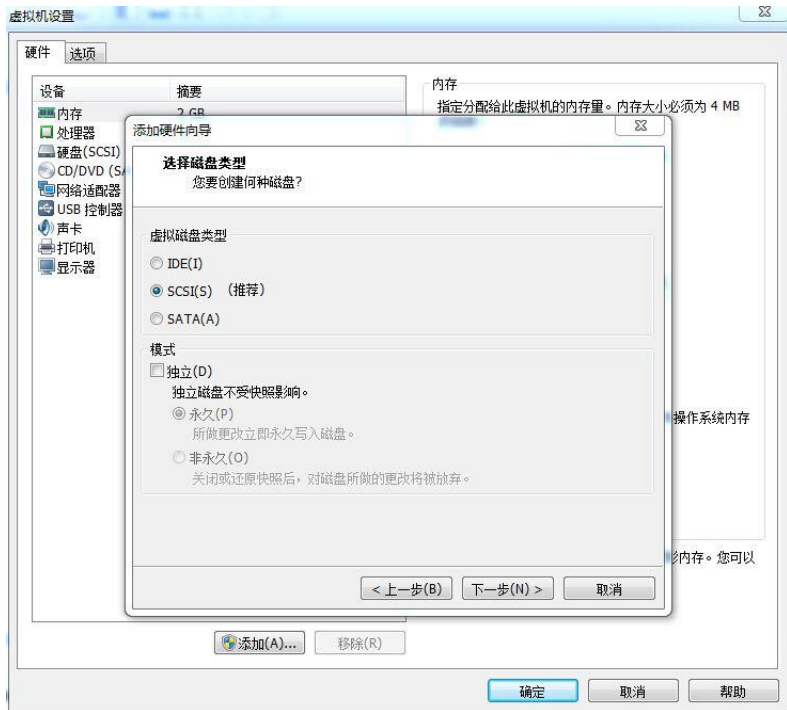 虚拟机设置
硬件 选项
设备 摘要
内存 2 GB
处理器
硬盘(SCSI)
CD/DVD (SA
网络适配器
USB 控制器
声卡
打印机
显示器
内存
指定分配给此虚拟机的内存量。内存大小必须为 4 MB
添加硬件向导
选择磁盘类型
您要创建何种磁盘?
虚拟磁盘类型
IDE(I)
SCSI(S) (推荐)
SATA(A)
模式
独立(D)
独立磁盘不受快照影响。
永久(P)
所做更改立即永久写入磁盘。
非永久(O)
关闭或还原快照后，对磁盘所做的更改将被放弃。
操作系统内存
内存。您可以
< 上一步(B) 下一步(N) > 取消
添加(A)... 移除(R)
确定 取消 帮助